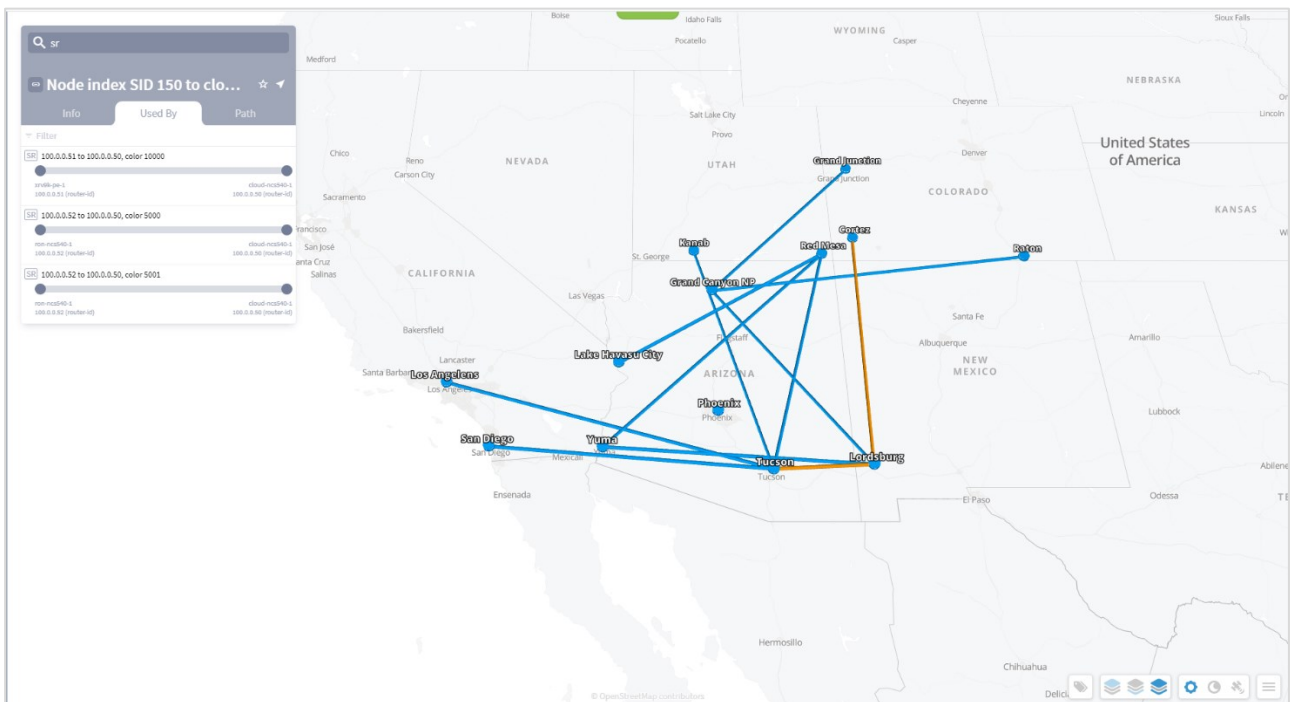 sr
Node index SID 150 to clo...
Info Used By Path
Filter
SR 100.0.0.51 to 100.0.0.50, color 10000
xrv9k-pe-1 cloud-ncs540-1
100.0.0.51 (router-id) 100.0.0.50 (router-id)
SR 100.0.0.52 to 100.0.0.50, color 5000
ron-ncs540-1 cloud-ncs540-1
100.0.0.52 (router-id) 100.0.0.50 (router-id)
SR 100.0.0.52 to 100.0.0.50, color 5001
ron-ncs540-1 cloud-ncs540-1
100.0.0.52 (router-id) 100.0.0.50 (router-id)
Boise
Idaho Falls
Sioux Falls
Pocatello
WYOMING
Casper
Medford
NEBRASKA
Cheyenne
Lincoln
Salt Lake City
Provo
United States
of America
Chico
Reno
Carson City
NEVADA
UTAH
Grand Junction
Grand Junction
Denver
COLORADO
Sacramento
KANSAS
rancisco
San José
anta Cruz
Salinas
Kanab
Red Mesa
Cortez
Raton
St. George
CALIFORNIA
Grand Canyon NP
Las Vegas
Santa Fe
Bakersfield
Flagstaff
Albuquerque
Amarillo
Lancaster
Lake Havasu City
NEW
MEXICO
Santa Barbar
Los Angelens
Los Angeles
ARIZONA
Phoenix
Phoenix
Lubbock
San Diego
San Diego
Yuma
Mexicali
Tucson
Tucson
Lordsburg
Abilene
Ensenada
El Paso
Odessa
TE
Hermosillo
Chihuahua
Delici
© OpenStreetMap contributors